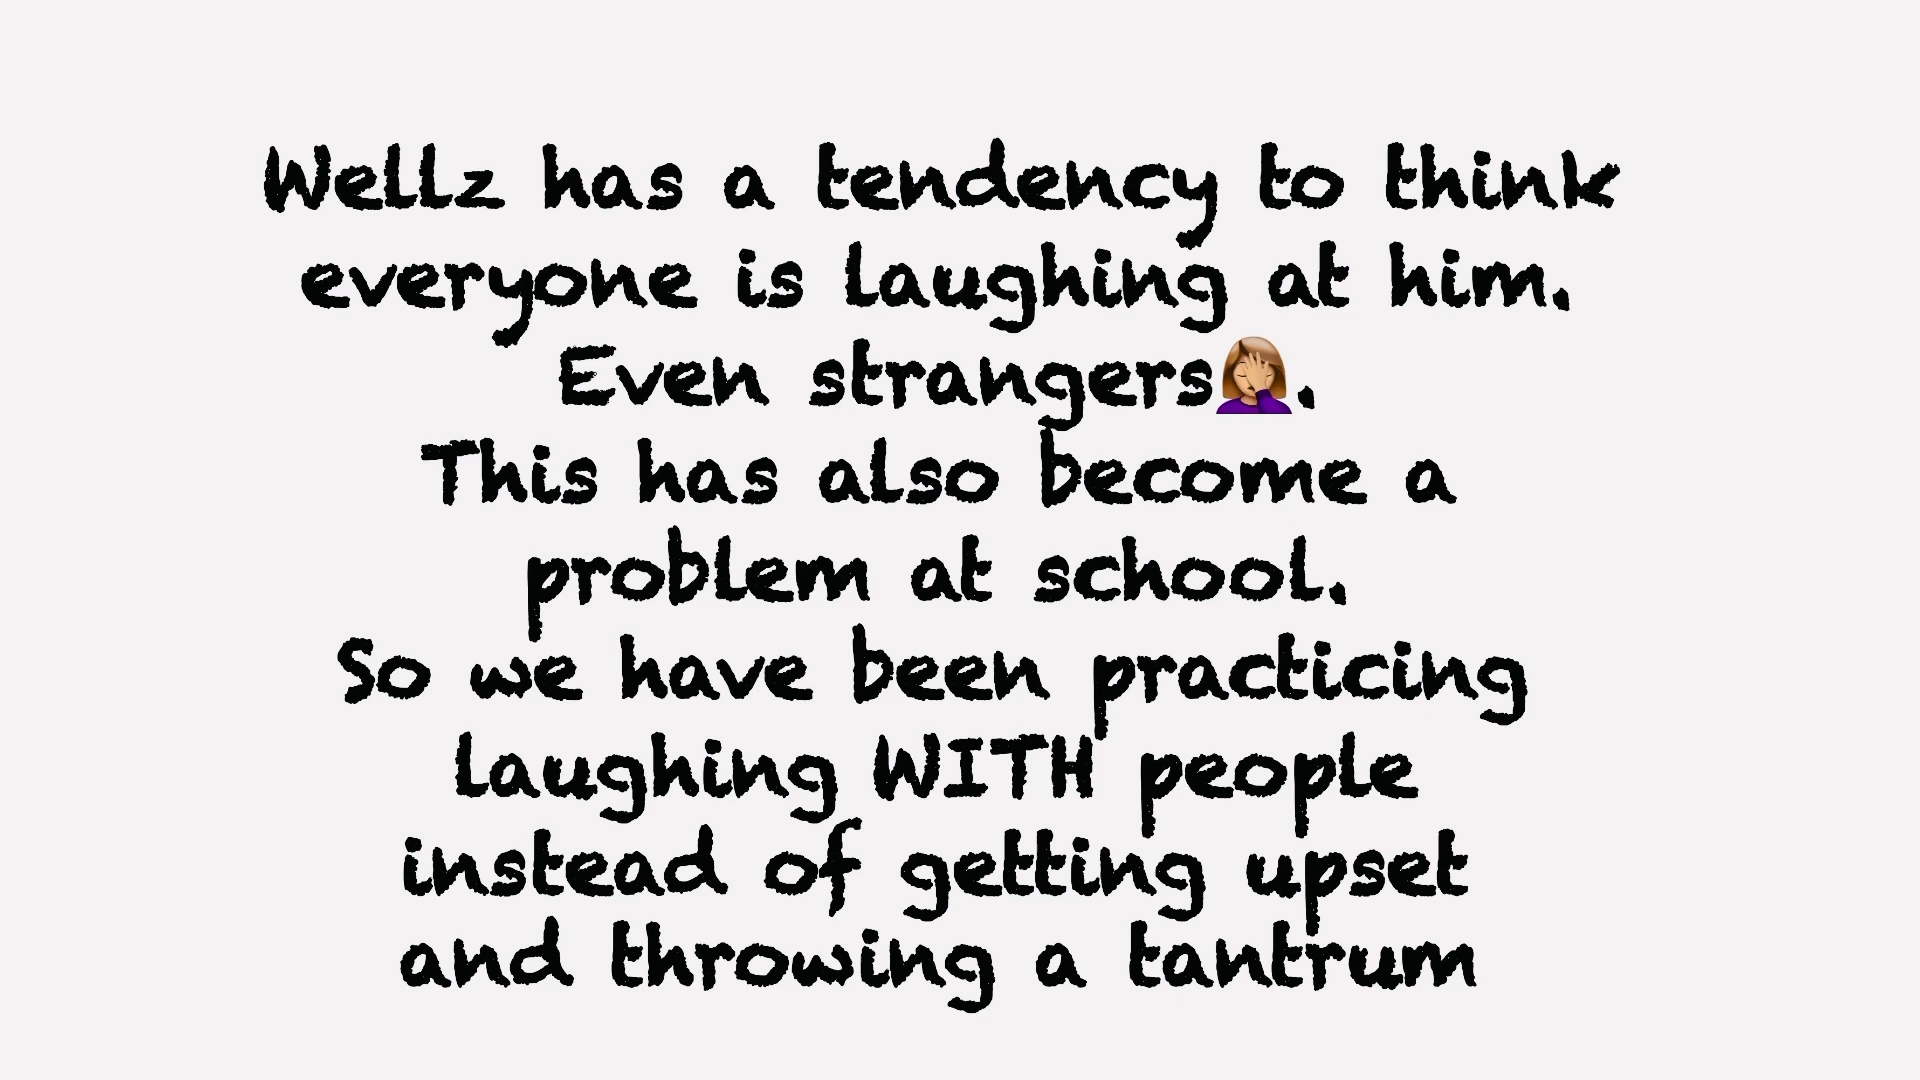 Wellz has a tendency to think
everyone is laughing at him.
Even strangers🤦🏼‍♀️.
This has also become a
problem at school.
So we have been practicing
laughing WITH people
instead of getting upset
and throwing a tantrum